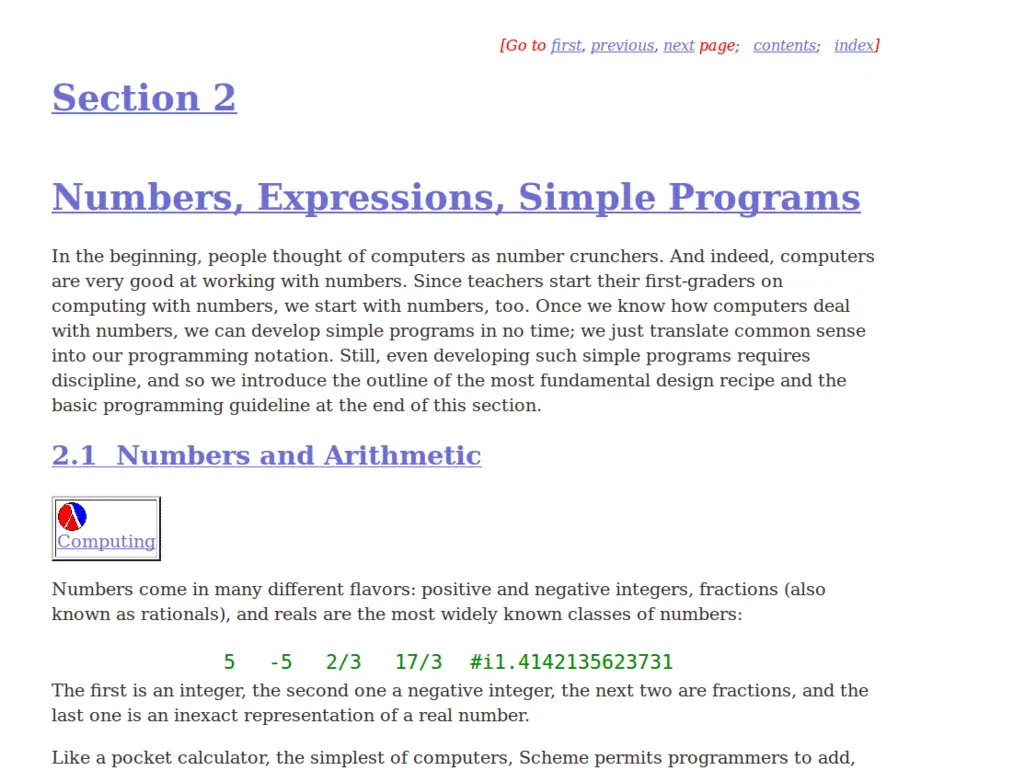 [Go to first, previous, next page; contents; index]
Section 2
Numbers, Expressions, Simple Programs
In the beginning, people thought of computers as number crunchers. And indeed, computers
are very good at working with numbers. Since teachers start their first-graders on
computing with numbers, we start with numbers, too. Once we know how computers deal
with numbers, we can develop simple programs in no time; we just translate common sense
into our programming notation. Still, even developing such simple programs requires
discipline, and so we introduce the outline of the most fundamental design recipe and the
basic programming guideline at the end of this section.
2.1 Numbers and Arithmetic
Computing
Numbers come in many different flavors: positive and negative integers, fractions (also
known as rationals), and reals are the most widely known classes of numbers:
5 -5 2/3 17/3 #i1.4142135623731
The first is an integer, the second one a negative integer, the next two are fractions, and the
last one is an inexact representation of a real number.
Like a pocket calculator, the simplest of computers, Scheme permits programmers to add,